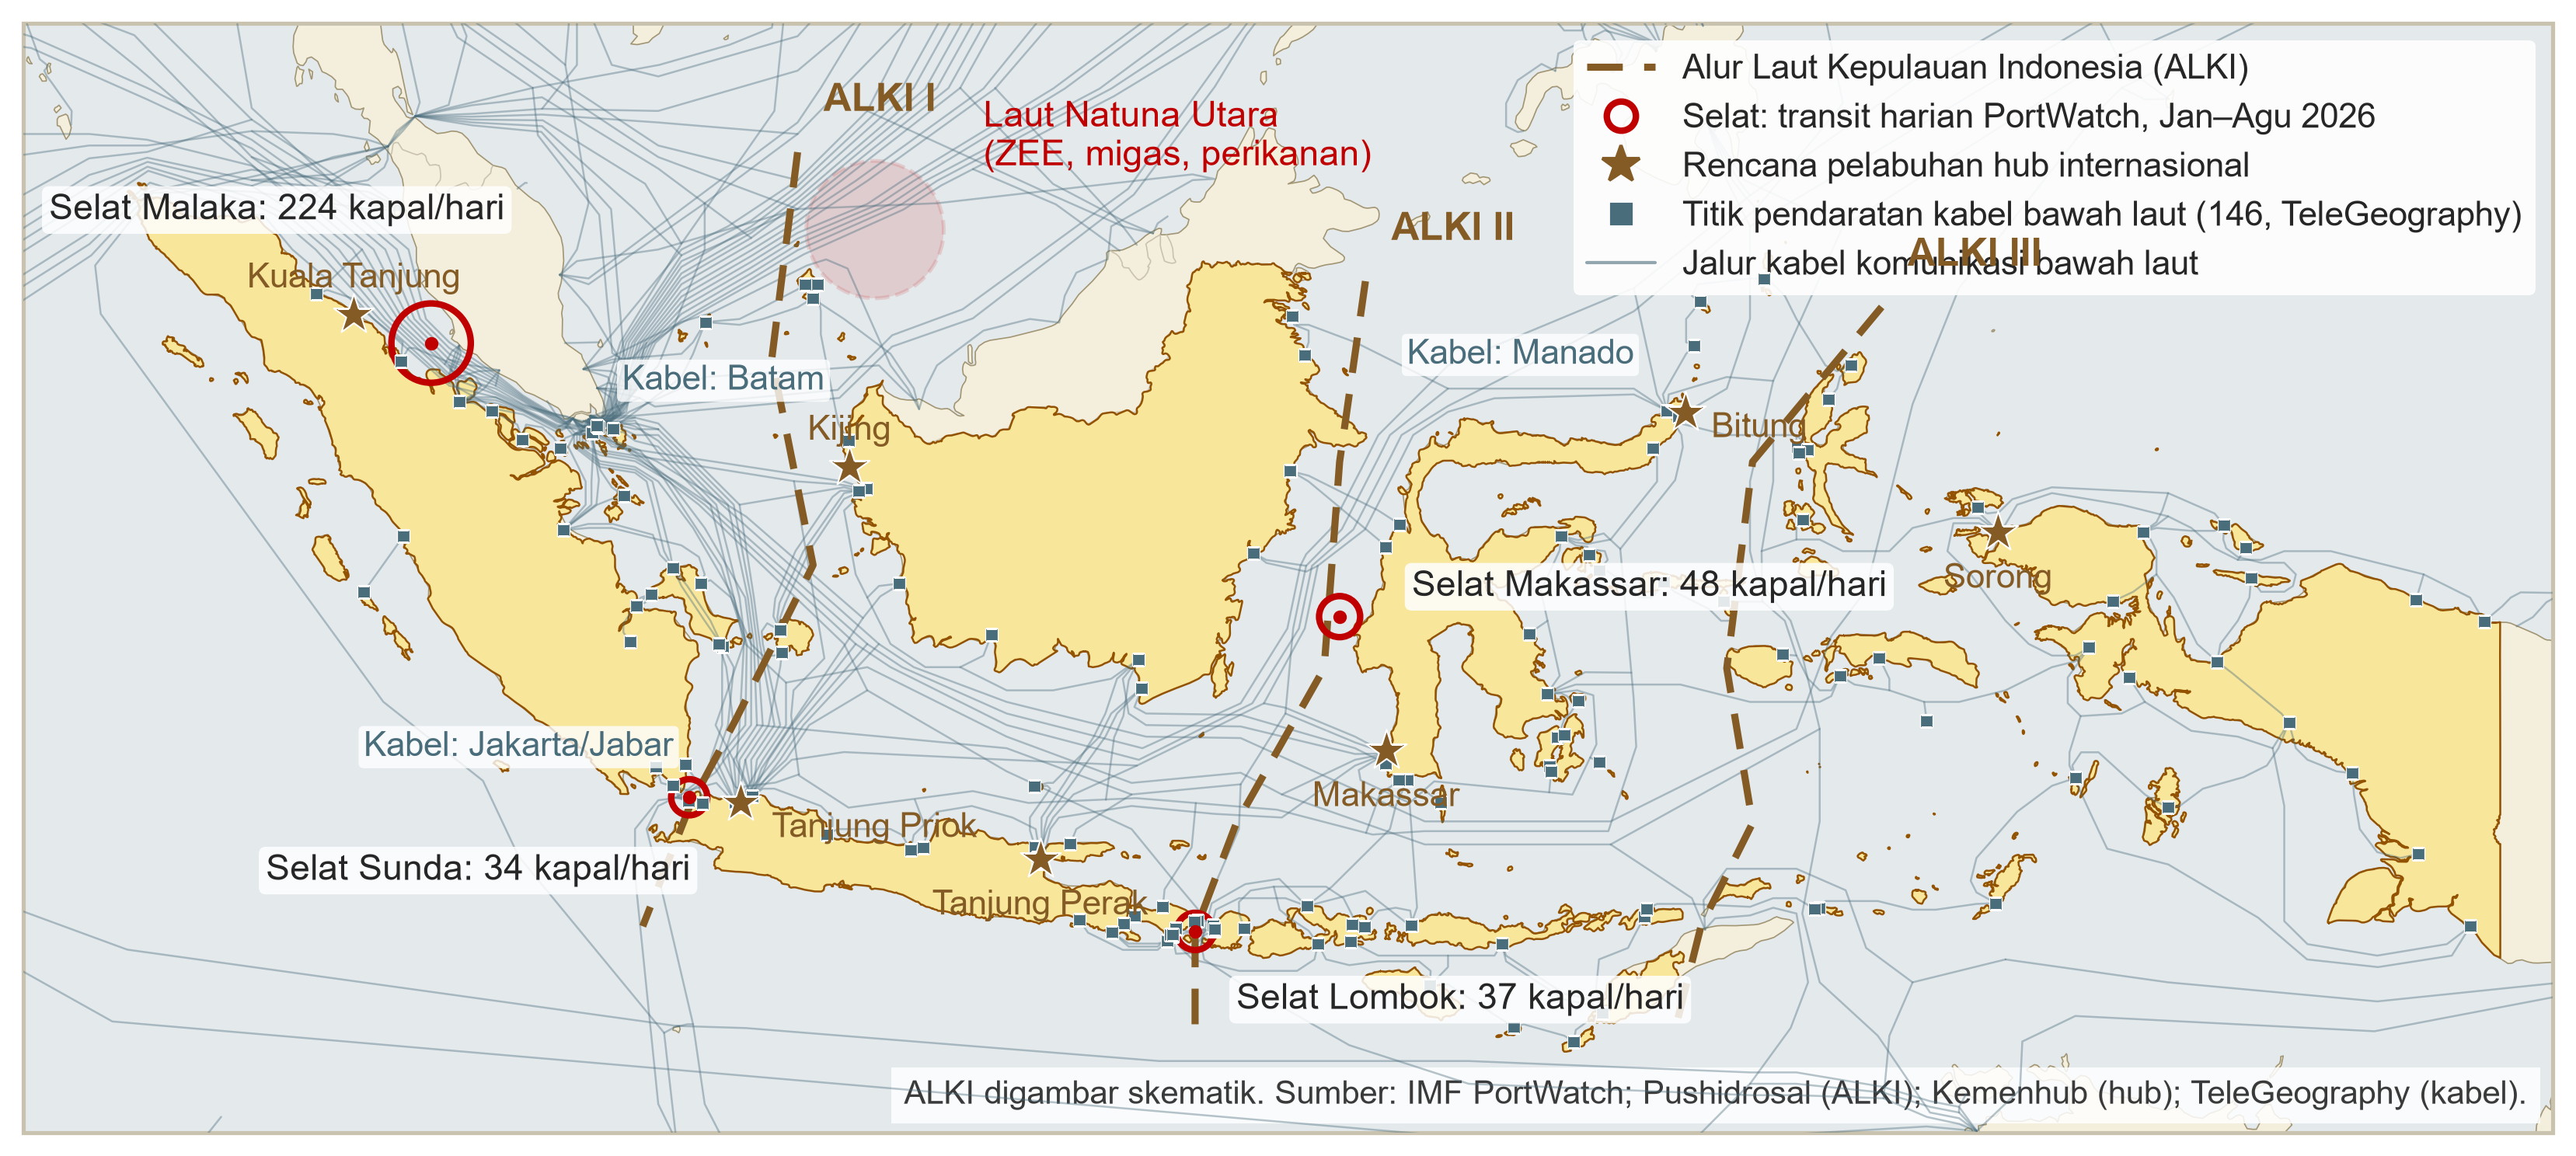 ALKI I
Laut Natuna Utara
(ZEE, migas, perikanan)
Alur Laut Kepulauan Indonesia (ALKI)
Selat: transit harian PortWatch, Jan–Agu 2026
Rencana pelabuhan hub internasional
Titik pendaratan kabel bawah laut (146, TeleGeography)
Jalur kabel komunikasi bawah laut
Selat Malaka: 224 kapal/hari
ALKI II
ALKI III
Kuala Tanjung
Kabel: Manado
Kabel: Batam
Kijing
Bitung
Selat Makassar: 48 kapal/hari
Sorong
Kabel: Jakarta/Jabar
Makassar
Tanjung Priok
Selat Sunda: 34 kapal/hari
Tanjung Perak
Selat Lombok: 37 kapal/hari
ALKI digambar skematik. Sumber: IMF PortWatch; Pushidrosal (ALKI); Kemenhub (hub); TeleGeography (kabel).